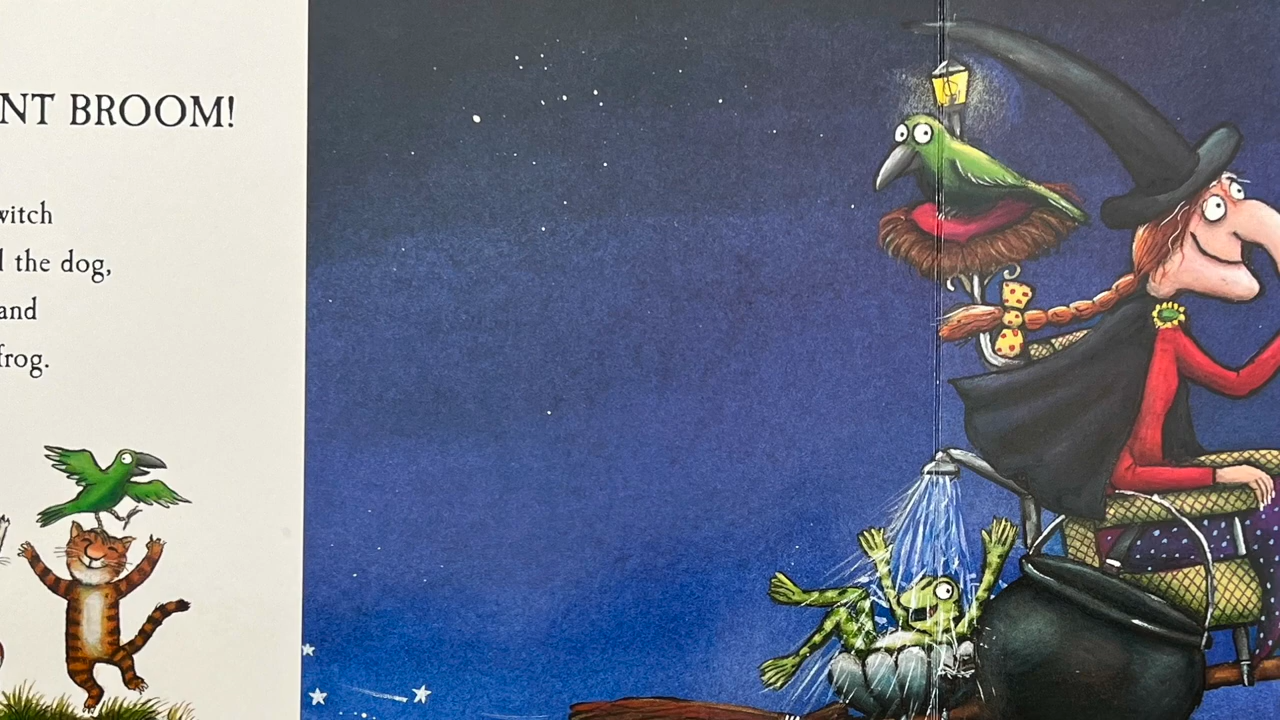 NT BROOM!
witch
the dog,
and
frog.